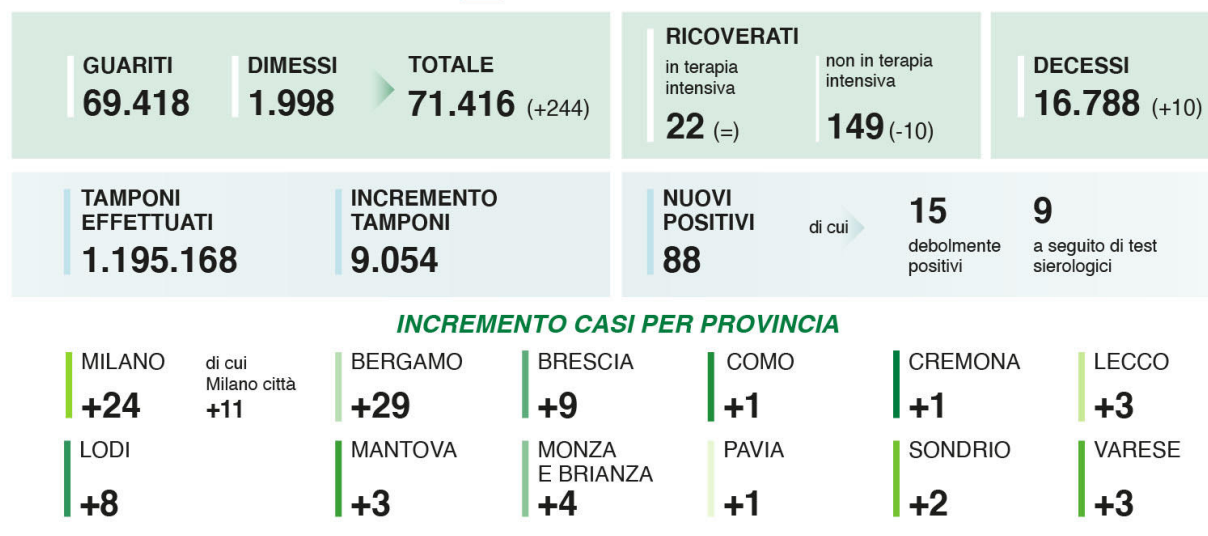 GUARITI
69.418
DIMESSI
1.998
TOTALE
71.416 (+244)
RICOVERATI
in terapia
intensiva
22 (=)
non in terapia
intensiva
149 (-10)
DECESSI
16.788 (+10)
TAMPONI
EFFETTUATI
1.195.168
INCREMENTO
TAMPONI
9.054
NUOVI
POSITIVI
88
di cui
15
debolmente
positivi
9
a seguito di test
sierologici
INCREMENTO CASI PER PROVINCIA
MILANO
+24
di cui
Milano città
+11
BERGAMO
+29
BRESCIA
+9
COMO
+1
CREMONA
+1
LECCO
+3
LODI
+8
MANTOVA
+3
MONZA
E BRIANZA
+4
PAVIA
+1
SONDRIO
+2
VARESE
+3